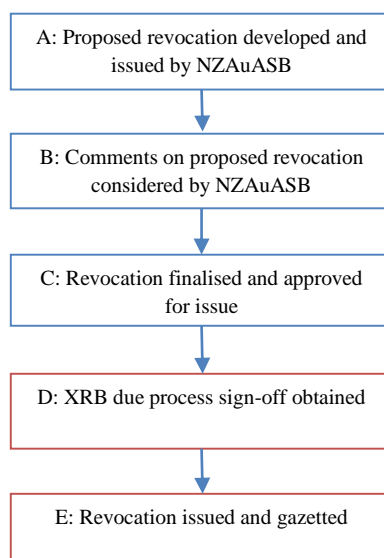 A: Proposed revocation developed and
issued by NZAuASB
B: Comments on proposed revocation
considered by NZAuASB
C: Revocation finalised and approved
for issue
D: XRB due process sign-off obtained
E: Revocation issued and gazetted